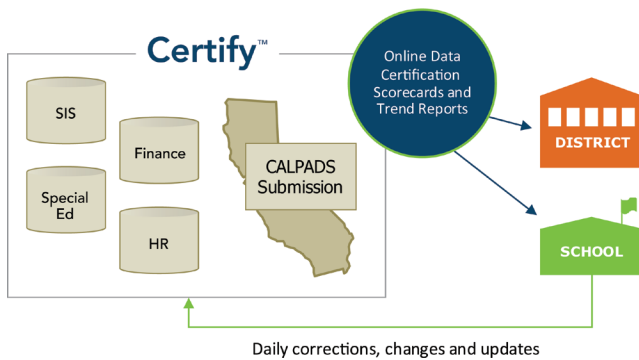 Certify™
Online Data
Certification
Scorecards and
Trend Reports
SIS
Finance
Special
Ed
HR
CALPADS
Submission
DISTRICT
SCHOOL
Daily corrections, changes and updates